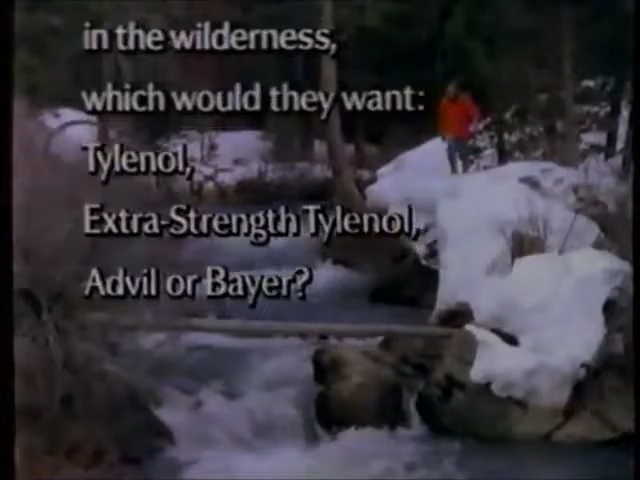 in the wilderness,
which would they want:
Tylenol,
Extra-Strength Tylenol,
Advil or Bayer?